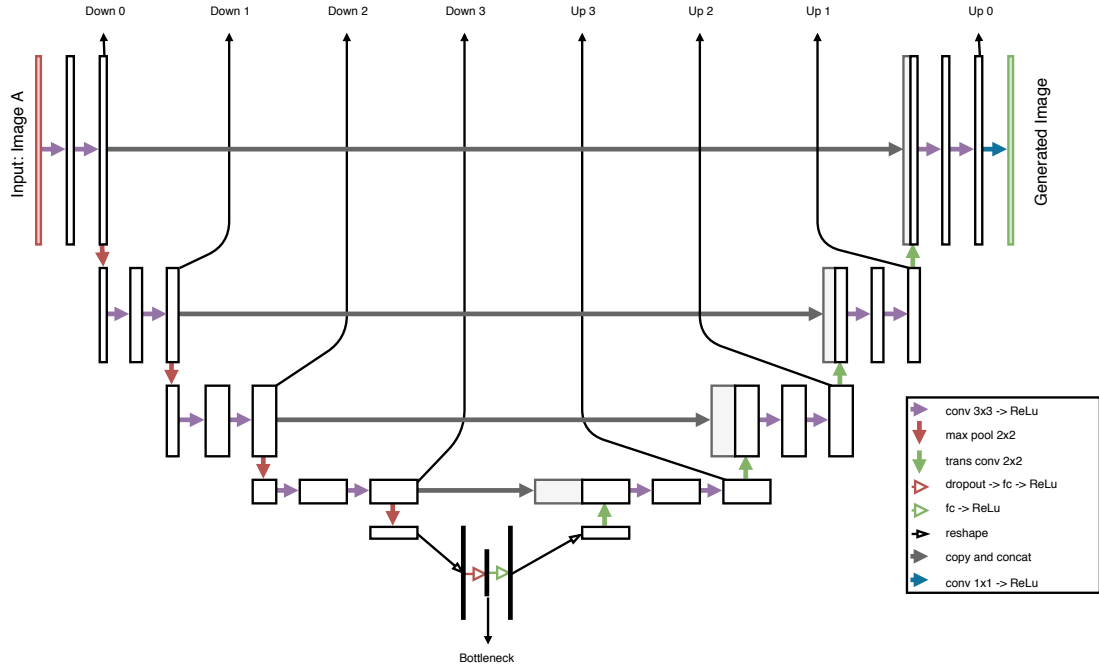 Down 0
Down 1
Down 2
Down 3
Up 3
Up 2
Up 1
Up 0
Input: Image A
Generated Image
conv 3x3 -> ReLu
max pool 2x2
trans conv 2x2
dropout -> fc -> ReLu
fc -> ReLu
reshape
copy and concat
conv 1x1 -> ReLu
Bottleneck